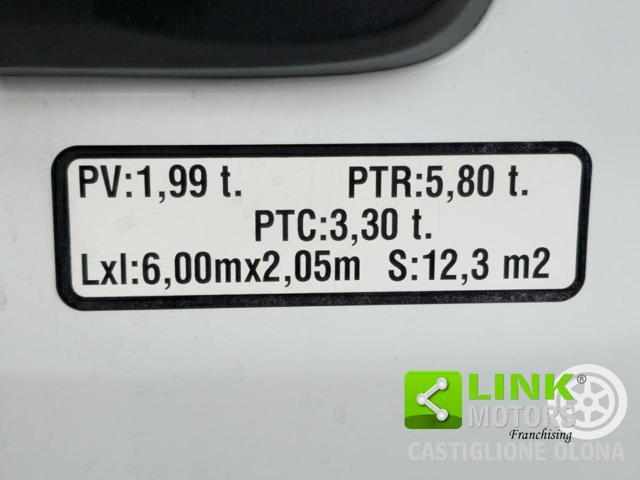 PV:1,99 t. PTR:5,80 t.
PTC:3,30 t.
Lxl:6,00mx2,05m S:12,3 m2
LINK®
MOTORS
Franchising
CASTIGLIONE OLONA